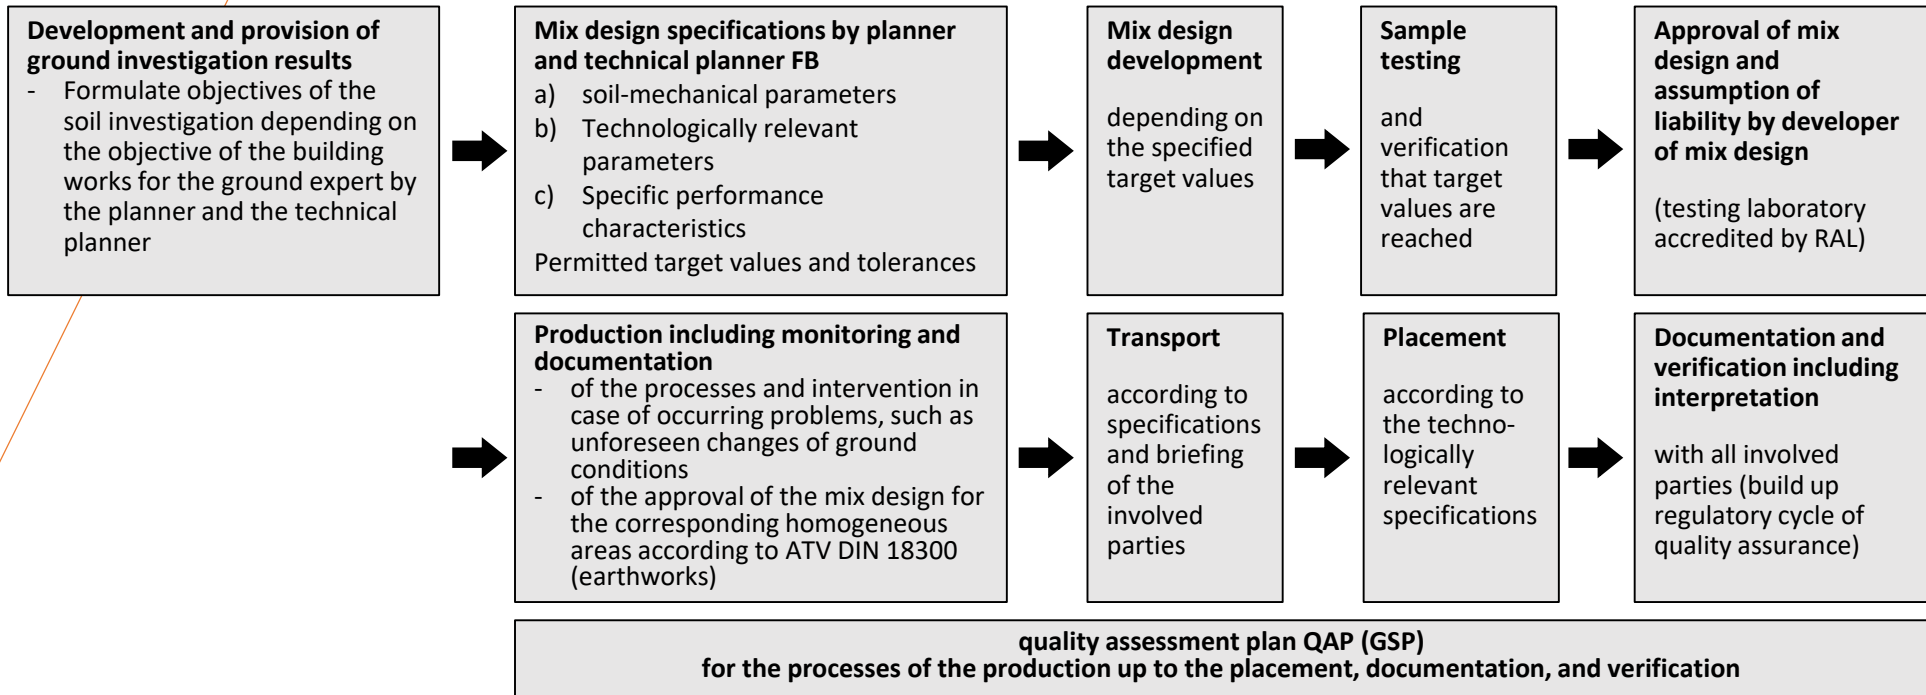 Development and provision of
ground investigation results
- Formulate objectives of the
soil investigation depending on
the objective of the building
works for the ground expert by
the planner and the technical
planner
Mix design specifications by planner
and technical planner FB
a) soil-mechanical parameters
b) Technologically relevant
parameters
c) Specific performance
characteristics
Permitted target values and tolerances
Mix design
development
depending on
the specified
target values
Sample
testing
and
verification
that target
values are
reached
Approval of mix
design and
assumption of
liability by developer
of mix design
(testing laboratory
accredited by RAL)
Production including monitoring and
documentation
- of the processes and intervention in
case of occurring problems, such as
unforeseen changes of ground
conditions
- of the approval of the mix design for
the corresponding homogeneous
areas according to ATV DIN 18300
(earthworks)
Transport
according to
specifications
and briefing
of the
involved
parties
Placement
according to
the techno-
logically
relevant
specifications
Documentation and
verification including
interpretation
with all involved
parties (build up
regulatory cycle of
quality assurance)
quality assessment plan QAP (GSP)
for the processes of the production up to the placement, documentation, and verification